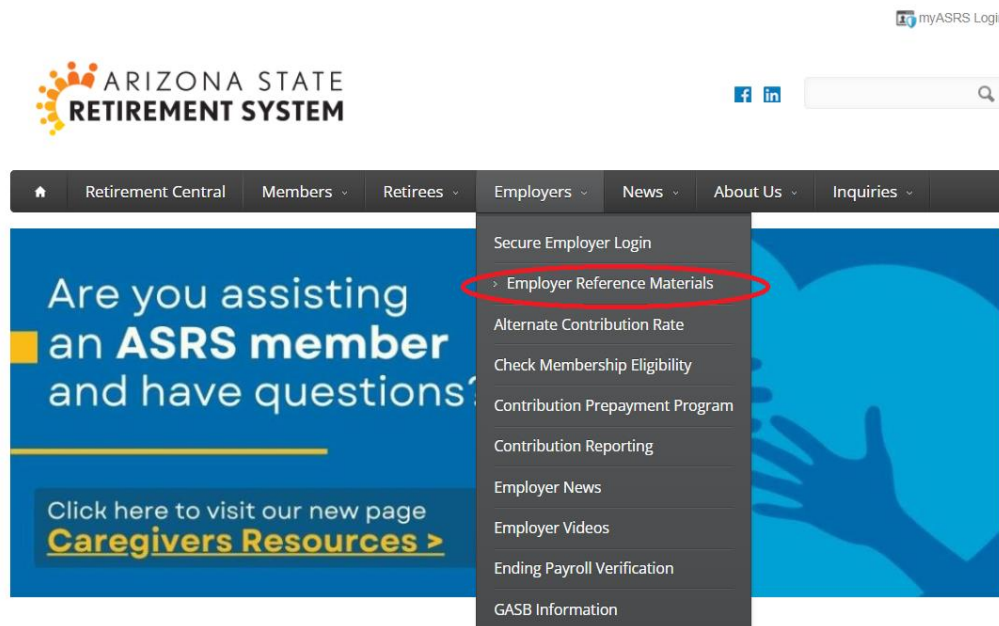 myASRS Login
ARIZONA STATE
RETIREMENT SYSTEM
Retirement Central Members Retirees Employers News About Us Inquiries
Secure Employer Login
Employer Reference Materials
Alternate Contribution Rate
Check Membership Eligibility
Contribution Prepayment Program
Contribution Reporting
Employer News
Employer Videos
Ending Payroll Verification
GASB Information
Are you assisting
an ASRS member
and have questions?
Click here to visit our new page
Caregivers Resources >